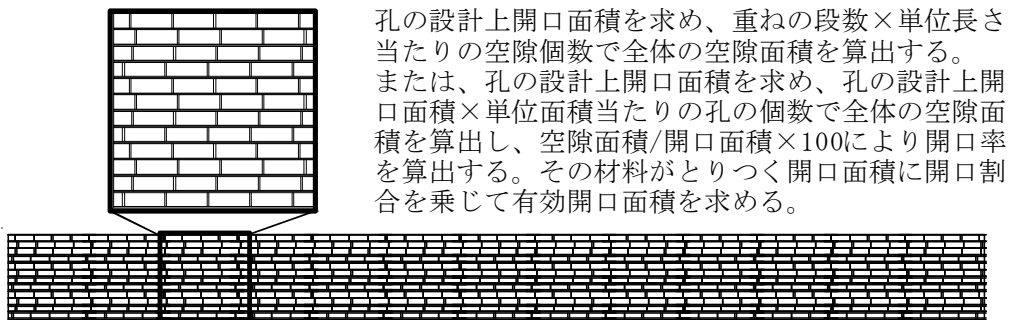 孔の設計上開口面積を求め、重ねの段数×単位長さ
当たりの空隙個数で全体の空隙面積を算出する。
または、孔の設計上開口面積を求め、孔の設計上開
口面積×単位面積当たりの孔の個数で全体の空隙面
積を算出し、空隙面積/開口面積×100により開口率
を算出する。その材料がとりつく開口面積に開口割
合を乗じて有効開口面積を求める。